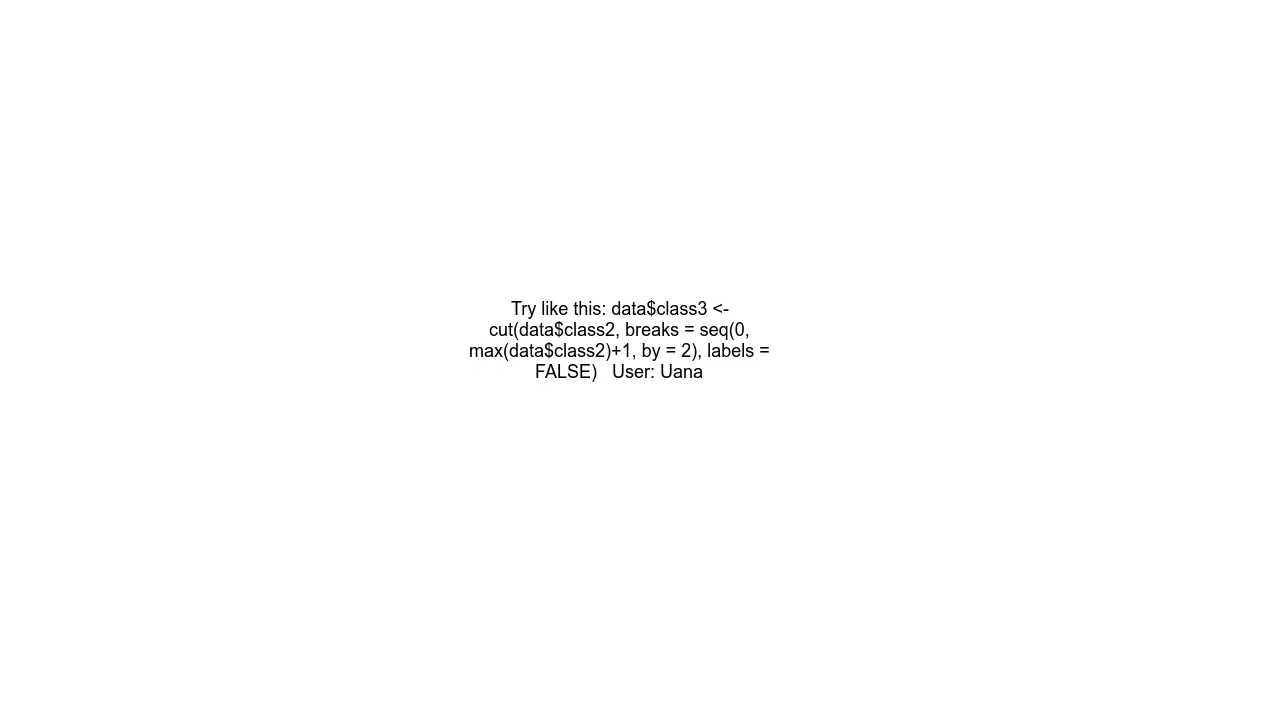 Try like this: data$class3 <-
cut(data$class2, breaks = seq(0,
max(data$class2)+1, by = 2), labels =
FALSE)   User: Uana